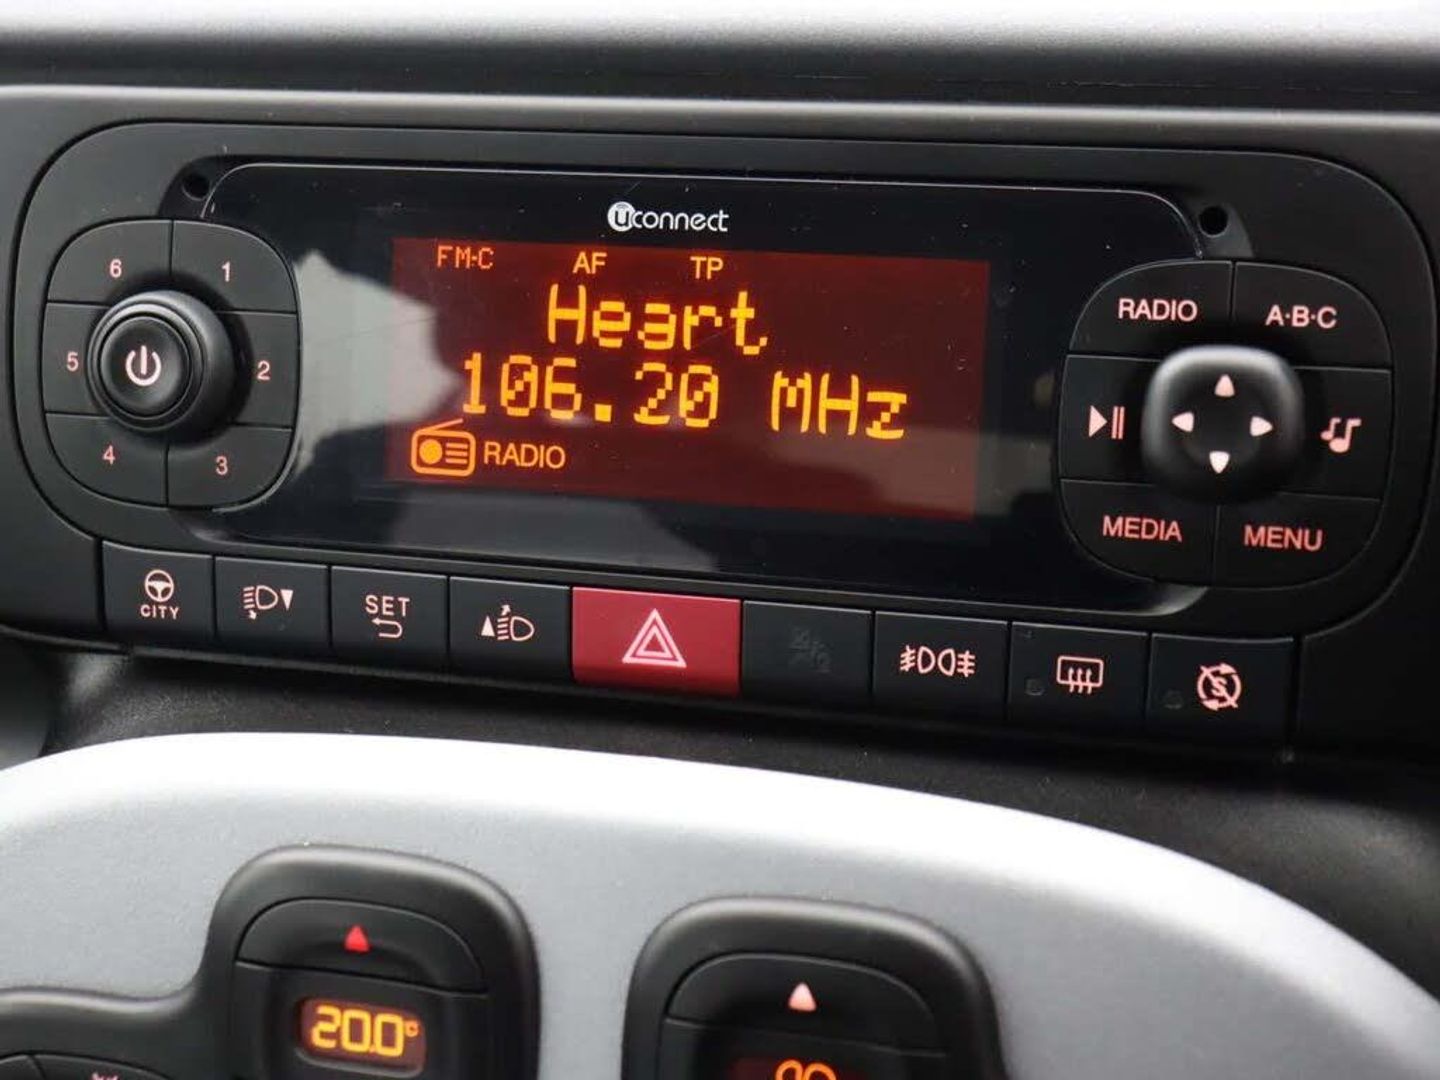 uconnect
FM-C AF TP
Heart
106.20 MHz
RADIO
6 1
5 2
4 3
RADIO A·B·C
MEDIA MENU
CITY
SET
20.0°